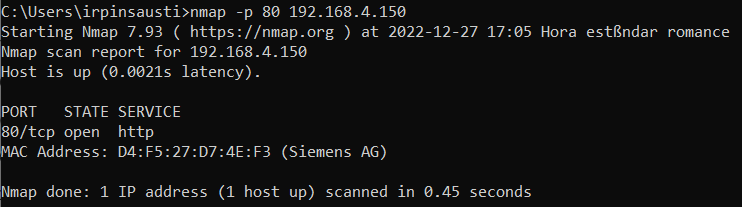 C:\Users\irpinsausti>nmap -p 80 192.168.4.150
Starting Nmap 7.93 ( https://nmap.org ) at 2022-12-27 17:05 Hora estßndar romance
Nmap scan report for 192.168.4.150
Host is up (0.0021s latency).
PORT   STATE SERVICE
80/tcp open  http
MAC Address: D4:F5:27:D7:4E:F3 (Siemens AG)
Nmap done: 1 IP address (1 host up) scanned in 0.45 seconds